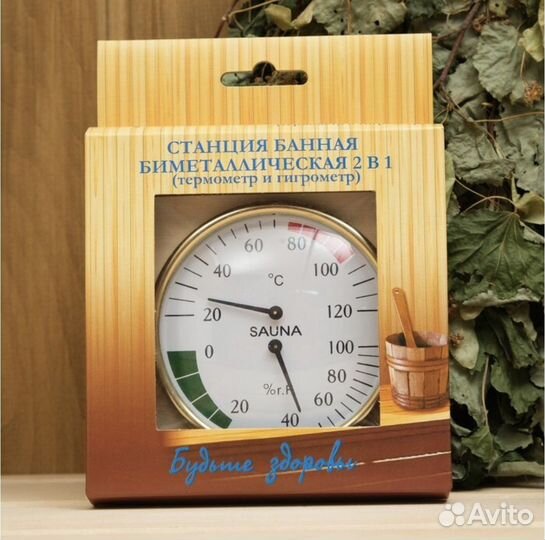 СТАНЦИЯ БАННАЯ
БИМЕТАЛЛИЧЕСКАЯ 2 В 1
(термометр и гигрометр)
60 80
40 °C 100
20 120
SAUNA
0 100
80
%r.H 60
20 40
Будьте здоровы
Avito